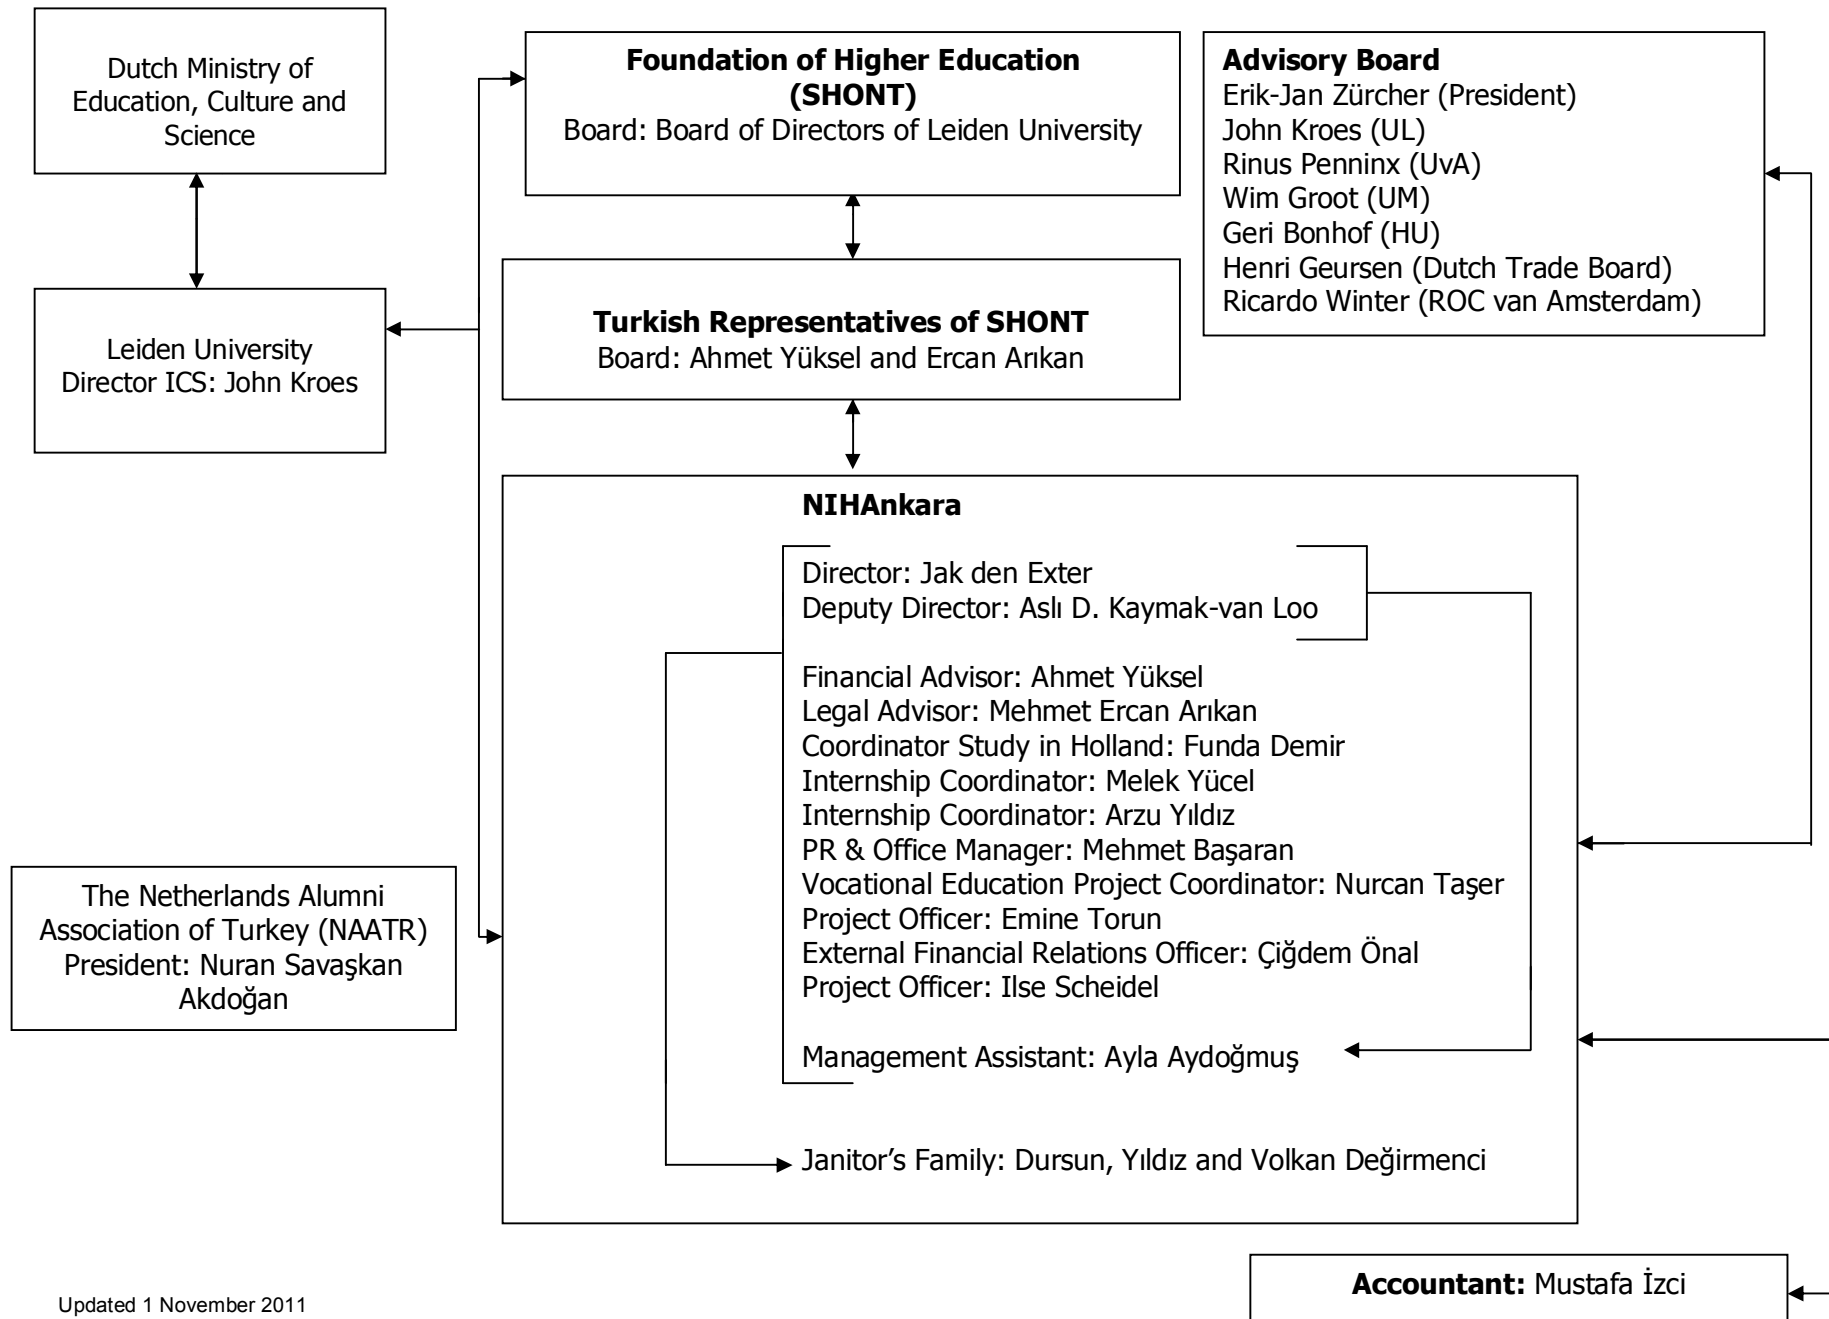 Dutch Ministry of
Education, Culture and
Science
Foundation of Higher Education
(SHONT)
Board: Board of Directors of Leiden University
Advisory Board
Erik-Jan Zürcher (President)
John Kroes (UL)
Rinus Penninx (UvA)
Wim Groot (UM)
Geri Bonhof (HU)
Henri Geursen (Dutch Trade Board)
Ricardo Winter (ROC van Amsterdam)
Leiden University
Director ICS: John Kroes
Turkish Representatives of SHONT
Board: Ahmet Yüksel and Ercan Arıkan
NIHAnkara
Director: Jak den Exter
Deputy Director: Aslı D. Kaymak-van Loo
Financial Advisor: Ahmet Yüksel
Legal Advisor: Mehmet Ercan Arıkan
Coordinator Study in Holland: Funda Demir
Internship Coordinator: Melek Yücel
Internship Coordinator: Arzu Yıldız
PR & Office Manager: Mehmet Başaran
Vocational Education Project Coordinator: Nurcan Taşer
Project Officer: Emine Torun
External Financial Relations Officer: Çiğdem Önal
Project Officer: Ilse Scheidel
Management Assistant: Ayla Aydoğmuş
Janitor’s Family: Dursun, Yıldız and Volkan Değirmenci
The Netherlands Alumni
Association of Turkey (NAATR)
President: Nuran Savaşkan
Akdoğan
Accountant: Mustafa İzci
Updated 1 November 2011